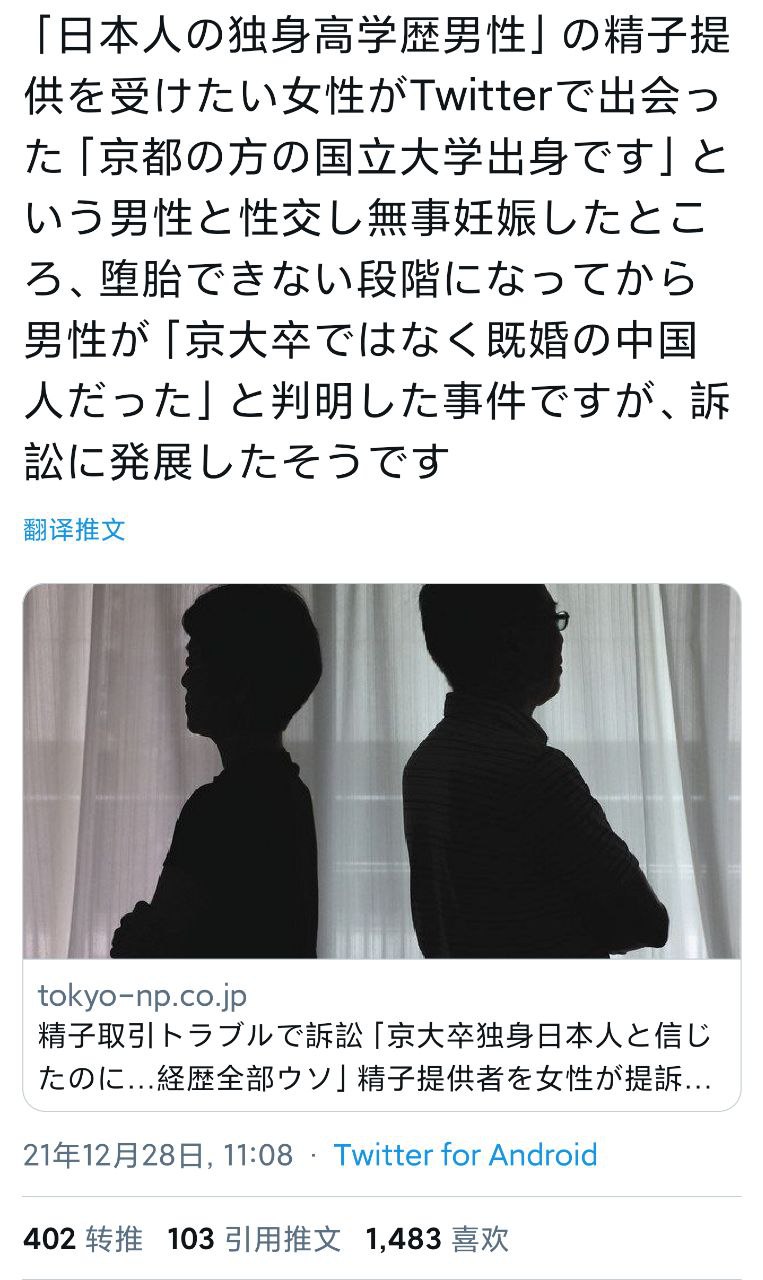 「日本人の独身高学歴男性」の精子提
供を受けたい女性がTwitterで出会っ
た「京都の方の国立大学出身です」と
いう男性と性交し無事妊娠したとこ
ろ、堕胎できない段階になってから
男性が「京大卒ではなく既婚の中国
人だった」と判明した事件ですが、訴
訟に発展したそうです
翻译推文
tokyo-np.co.jp
精子取引トラブルで訴訟「京大卒独身日本人と信じ
たのに…経歴全部ウソ」精子提供者を女性が提訴…
21年12月28日, 11:08 · Twitter for Android
402 转推 103 引用推文 1,483 喜欢